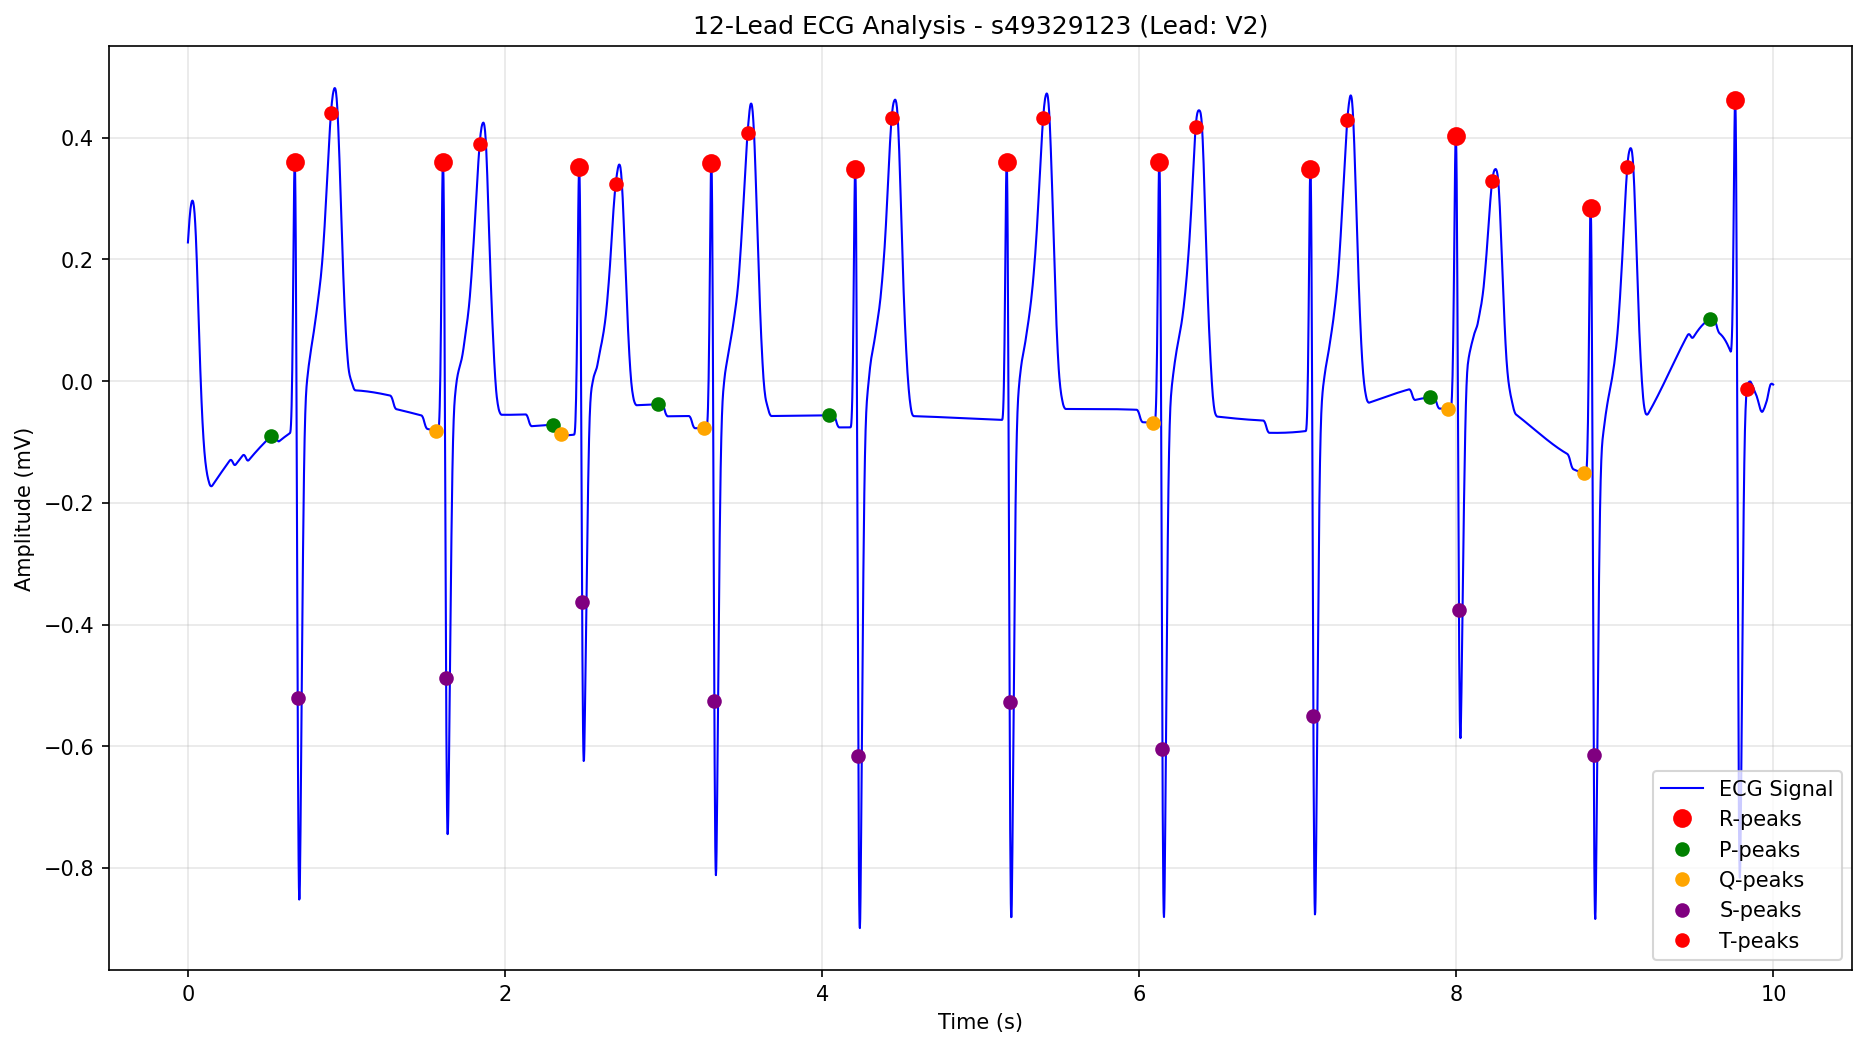 12-Lead ECG Analysis - s49329123 (Lead: V2)
Amplitude (mV)
0.4
0.2
0.0
−0.2
−0.4
−0.6
−0.8
0
2
4
6
8
10
Time (s)
ECG Signal
R-peaks
P-peaks
Q-peaks
S-peaks
T-peaks